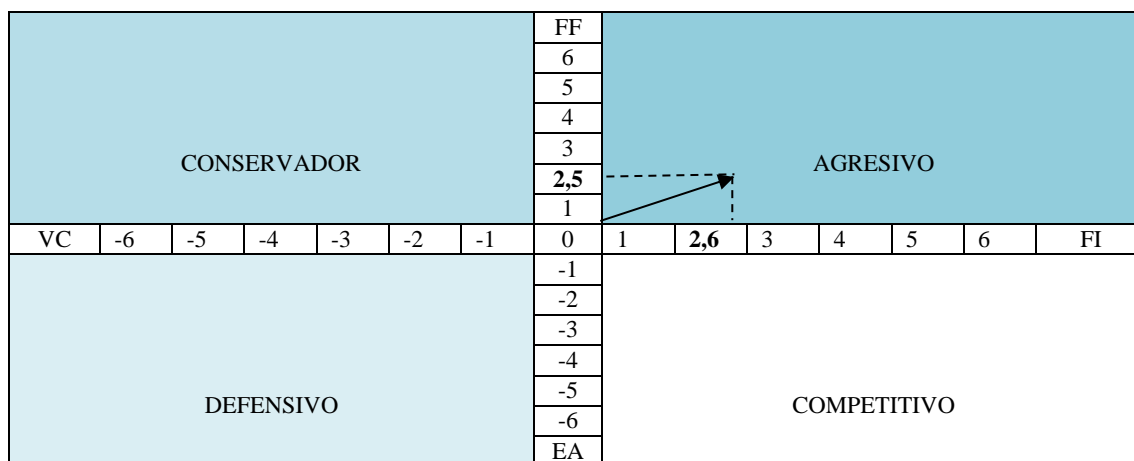 FF
6
5
4
3
CONSERVADOR AGRESIVO
2,5
1
VC -6 -5 -4 -3 -2 -1 0 1 2,6 3 4 5 6 FI
-1
-2
-3
-4
-5
DEFENSIVO COMPETITIVO
-6
EA